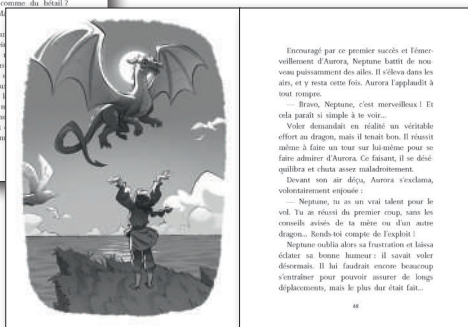 comme du bétail ?
Encouragé par ce premier succès et l'émer-
veillement d'Aurora, Neptune battit de nou-
veau puissamment des ailes. Il s'éleva dans les
airs, et y resta cette fois. Aurora l'applaudit à
tout rompre.
— Bravo, Neptune, c'est merveilleux ! Et
cela paraît si simple à te voir...
Voler demandait en réalité un véritable
effort au dragon, mais il tenait bon. Il réussit
même à faire un tour sur lui-même pour se
faire admirer d'Aurora. Ce faisant, il se désé-
quilibra et chuta assez maladroitement.
Devant son air déçu, Aurora s'exclama,
volontairement enjouée :
— Neptune, tu as un vrai talent pour le
vol. Tu as réussi du premier coup, sans les
conseils avisés de ta mère ou d'un autre
dragon... Rends-toi compte de l'exploit !
Neptune oublia alors sa frustration et laissa
éclater sa bonne humeur : il savait voler
désormais. Il lui faudrait encore beaucoup
s'entraîner pour pouvoir assurer de longs
déplacements, mais le plus dur était fait...